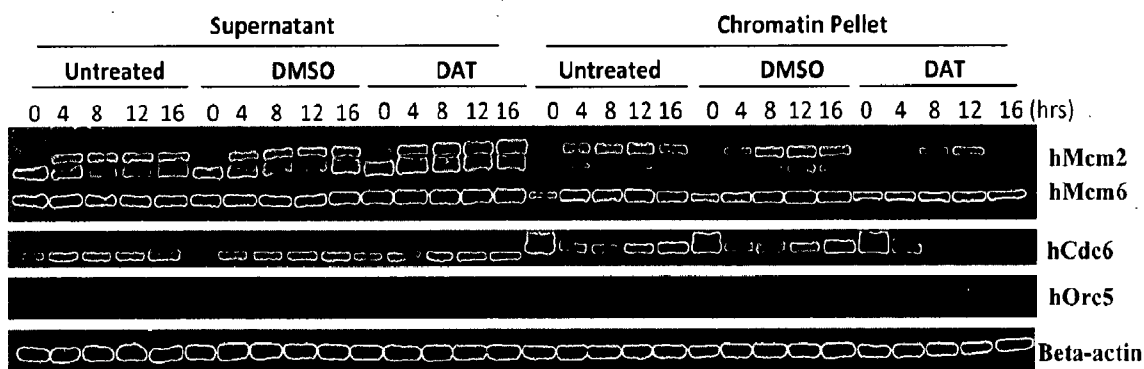 Supernatant Chromatin Pellet
Untreated DMSO DAT Untreated DMSO DAT
0 4 8 12 16 0 4 8 12 16 0 4 8 12 16 0 4 8 12 16 0 4 8 12 16 0 4 8 12 16 (hrs)
hMcm2
hMcm6
hCdc6
hOrc5
Beta-actin